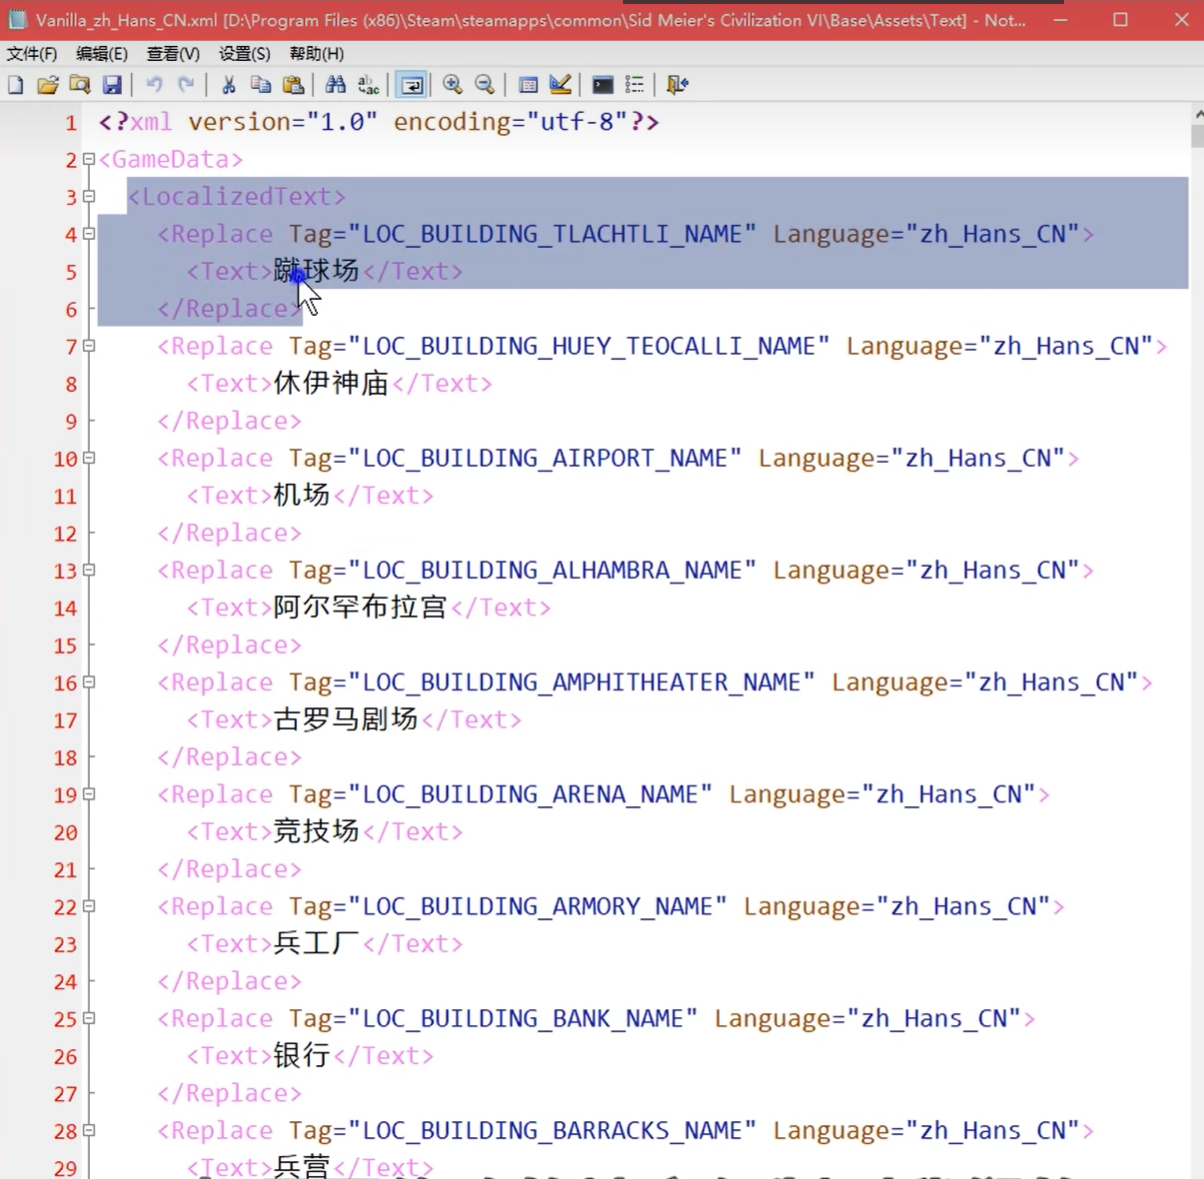 Vanilla_zh_Hans_CN.xml [D:\Program Files (x86)\Steam\steamapps\common\Sid Meier's Civilization VI\Base\Assets\Text] - Not...
文件(F) 编辑(E) 查看(V) 设置(S) 帮助(H)
1 <?xml version="1.0" encoding="utf-8"?>
2 <GameData>
3 <LocalizedText>
4 <Replace Tag="LOC_BUILDING_TLACHTLI_NAME" Language="zh_Hans_CN">
5 <Text>蹴球场</Text>
6 </Replace>
7 <Replace Tag="LOC_BUILDING_HUEY_TEOCALLI_NAME" Language="zh_Hans_CN">
8 <Text>休伊神庙</Text>
9 </Replace>
10 <Replace Tag="LOC_BUILDING_AIRPORT_NAME" Language="zh_Hans_CN">
11 <Text>机场</Text>
12 </Replace>
13 <Replace Tag="LOC_BUILDING_ALHAMBRA_NAME" Language="zh_Hans_CN">
14 <Text>阿尔罕布拉宫</Text>
15 </Replace>
16 <Replace Tag="LOC_BUILDING_AMPHITHEATER_NAME" Language="zh_Hans_CN">
17 <Text>古罗马剧场</Text>
18 </Replace>
19 <Replace Tag="LOC_BUILDING_ARENA_NAME" Language="zh_Hans_CN">
20 <Text>竞技场</Text>
21 </Replace>
22 <Replace Tag="LOC_BUILDING_ARMORY_NAME" Language="zh_Hans_CN">
23 <Text>兵工厂</Text>
24 </Replace>
25 <Replace Tag="LOC_BUILDING_BANK_NAME" Language="zh_Hans_CN">
26 <Text>银行</Text>
27 </Replace>
28 <Replace Tag="LOC_BUILDING_BARRACKS_NAME" Language="zh_Hans_CN">
29 <Text>兵营</Text>